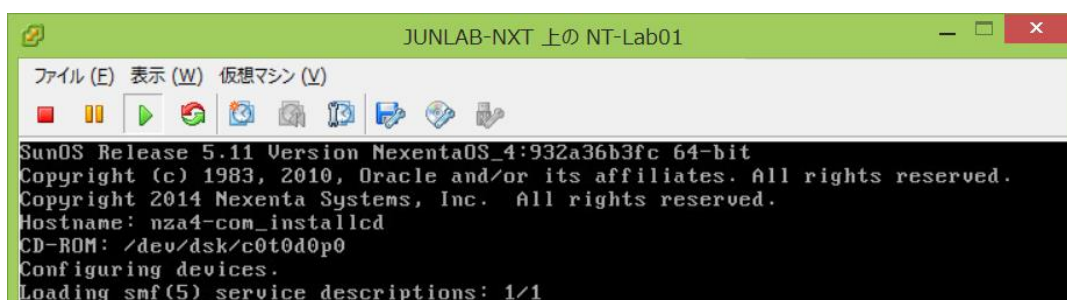 JUNLAB-NXT 上の NT-Lab01
ファイル (F) 表示 (W) 仮想マシン (V)
SunOS Release 5.11 Version NexentaOS_4:932a36b3fc 64-bit
Copyright (c) 1983, 2010, Oracle and/or its affiliates. All rights reserved.
Copyright 2014 Nexenta Systems, Inc.  All rights reserved.
Hostname: nza4-com_installcd
CD-ROM: /dev/dsk/c0t0d0p0
Configuring devices.
Loading smf(5) service descriptions: 1/1